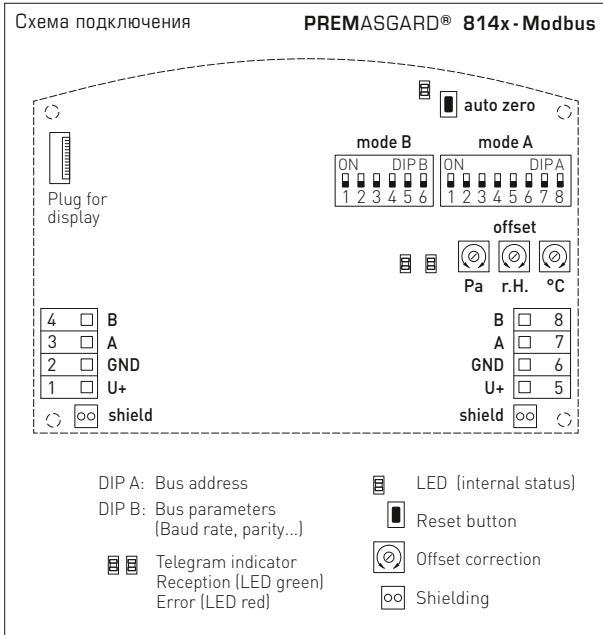 Схема подключения
PREMASGARD® 814x - Modbus
auto zero
mode B
mode A
ON DIP B
ON DIP A
1 2 3 4 5 6
1 2 3 4 5 6 7 8
Plug for
display
offset
Pa r.H. °C
4 B
3 A
2 GND
1 U+
shield
B 8
A 7
GND 6
U+ 5
shield
DIP A: Bus address
DIP B: Bus parameters
(Baud rate, parity...)
Telegram indicator
Reception (LED green)
Error (LED red)
LED (internal status)
Reset button
Offset correction
Shielding